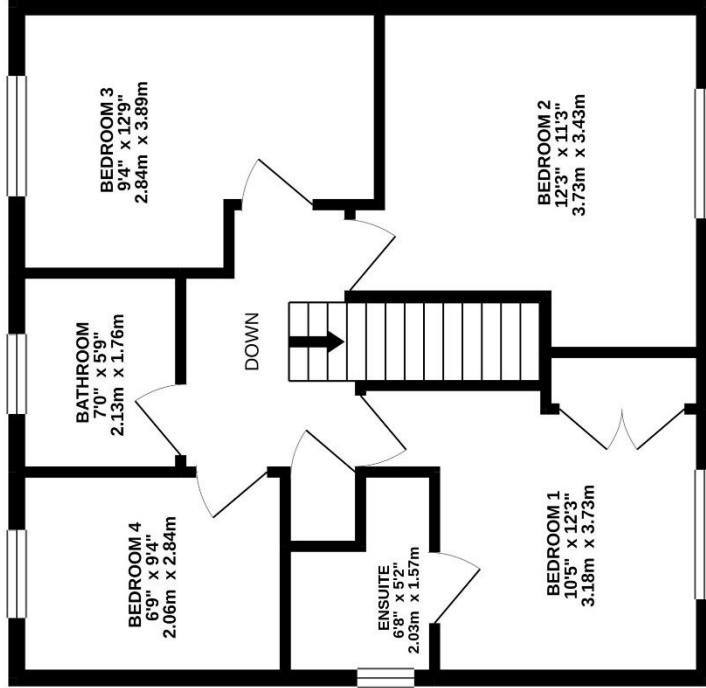 BEDROOM 3
9'4" x 12'9"
2.84m x 3.89m
BEDROOM 2
12'3" x 11'3"
3.73m x 3.43m
BATHROOM
7'0" x 5'9"
2.13m x 1.76m
DOWN
BEDROOM 4
6'9" x 9'4"
2.06m x 2.84m
ENSUITE
6'8" x 5'2"
2.03m x 1.57m
BEDROOM 1
10'5" x 12'3"
3.18m x 3.73m